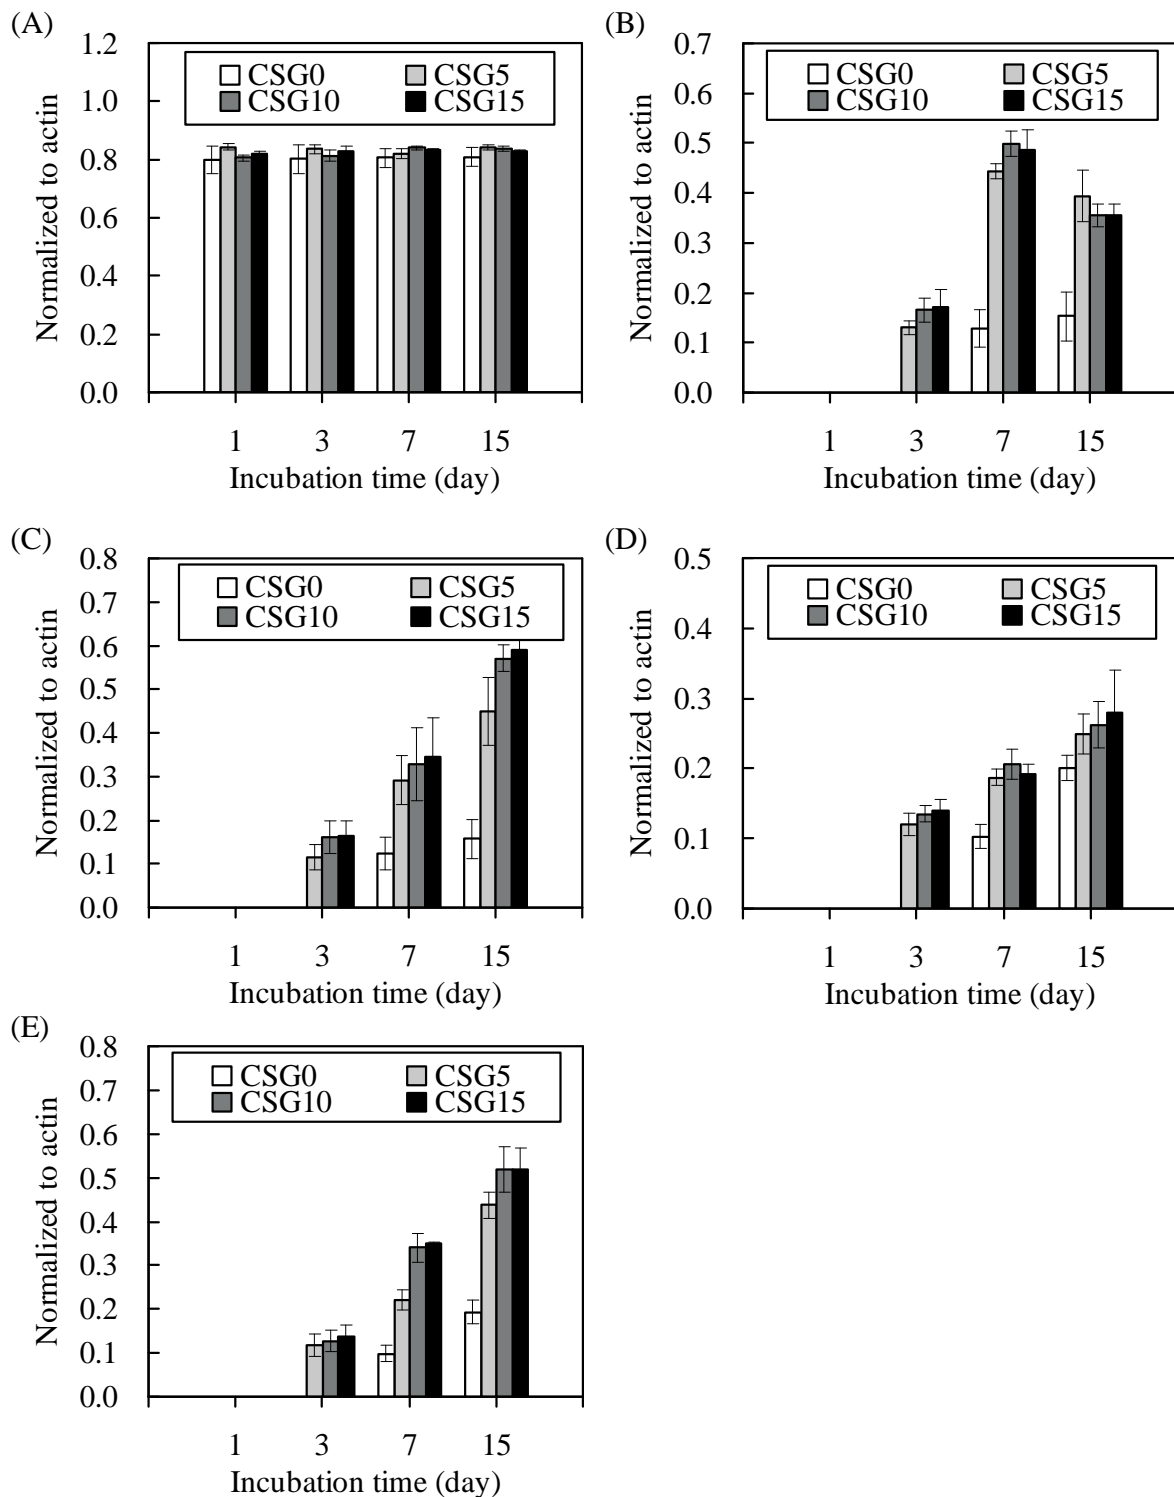 (A)
Normalized to actin
1.2
1.0
0.8
0.6
0.4
0.2
0.0
CSG0 CSG5
CSG10 CSG15
1 3 7 15
Incubation time (day)
(B)
Normalized to actin
0.7
0.6
0.5
0.4
0.3
0.2
0.1
0.0
CSG0 CSG5
CSG10 CSG15
1 3 7 15
Incubation time (day)
(C)
Normalized to actin
0.8
0.7
0.6
0.5
0.4
0.3
0.2
0.1
0.0
CSG0 CSG5
CSG10 CSG15
1 3 7 15
Incubation time (day)
(D)
Normalized to actin
0.5
0.4
0.3
0.2
0.1
0.0
CSG0 CSG5
CSG10 CSG15
1 3 7 15
Incubation time (day)
(E)
Normalized to actin
0.8
0.7
0.6
0.5
0.4
0.3
0.2
0.1
0.0
CSG0 CSG5
CSG10 CSG15
1 3 7 15
Incubation time (day)